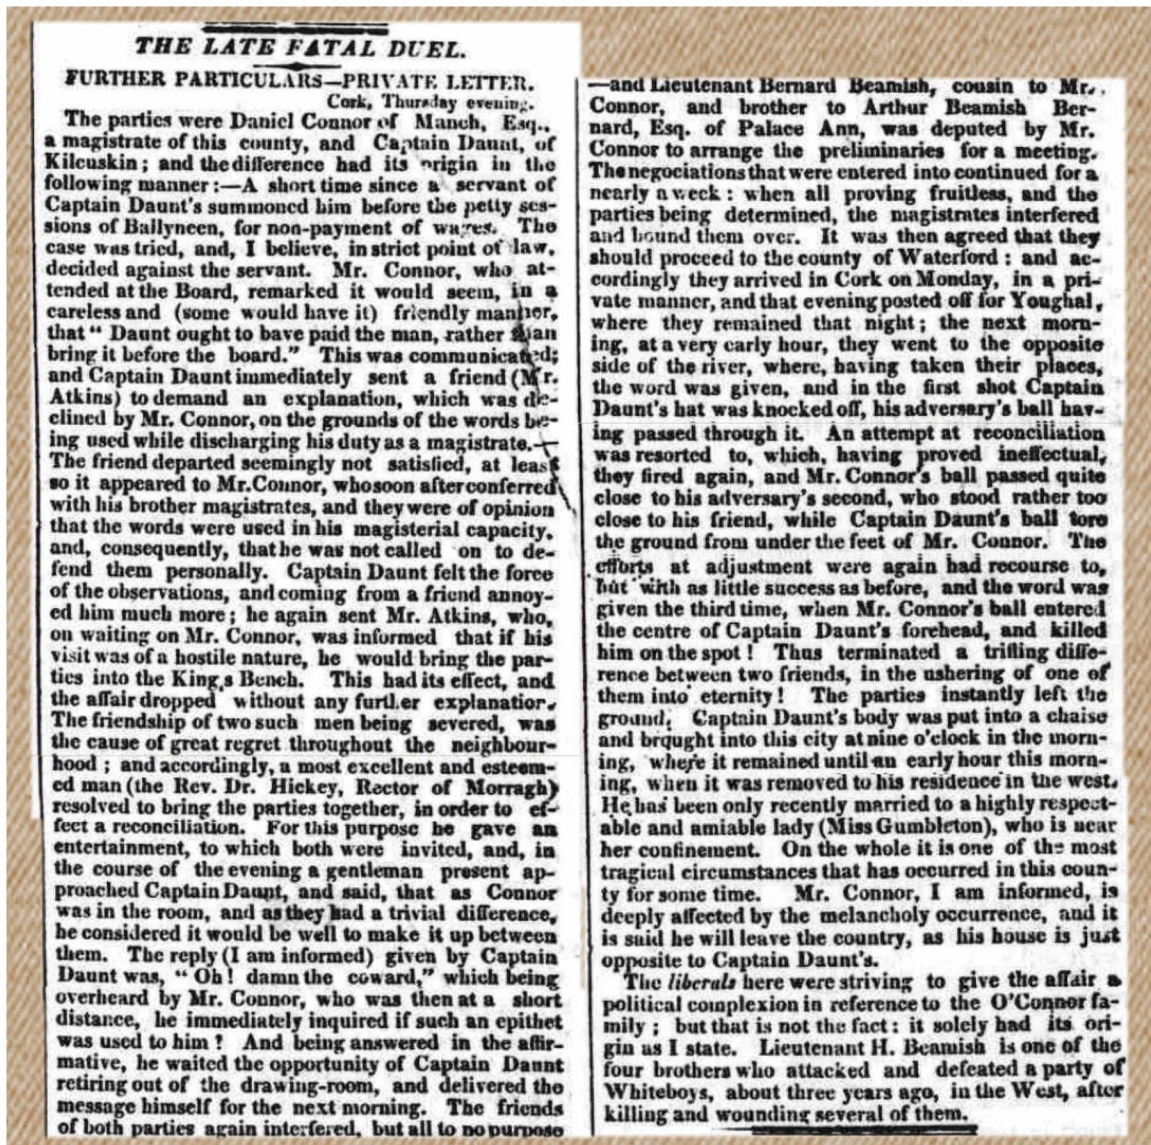 THE LATE FATAL DUEL.
FURTHER PARTICULARS—PRIVATE LETTER.
Cork, Thursday evening.
The parties were Daniel Connor of Manch, Esq.,
a magistrate of this county, and Captain Daunt, of
Kilcuskin; and the difference had its origin in the
following manner:—A short time since a servant of
Captain Daunt's summoned him before the petty ses-
sions of Ballyneen, for non-payment of wages. The
case was tried, and, I believe, in strict point of law,
decided against the servant. Mr. Connor, who at-
tended at the Board, remarked it would seem, in a
careless and (some would have it) friendly manner,
that "Daunt ought to have paid the man, rather than
bring it before the board." This was communicated;
and Captain Daunt immediately sent a friend (Mr.
Atkins) to demand an explanation, which was de-
clined by Mr. Connor, on the grounds of the words be-
ing used while discharging his duty as a magistrate.—
The friend departed seemingly not satisfied, at least
so it appeared to Mr. Connor, who soon after conferred
with his brother magistrates, and they were of opinion
that the words were used in his magisterial capacity,
and, consequently, that he was not called on to de-
fend them personally. Captain Daunt felt the force
of the observations, and coming from a friend annoy-
ed him much more; he again sent Mr. Atkins, who,
on waiting on Mr. Connor, was informed that if his
visit was of a hostile nature, he would bring the par-
ties into the King,s Bench. This had its effect, and
the affair dropped without any further explanation.
The friendship of two such men being severed, was
the cause of great regret throughout the neighbour-
hood; and accordingly, a most excellent and esteem-
ed man (the Rev. Dr. Hickey, Rector of Morragh)
resolved to bring the parties together, in order to ef-
fect a reconciliation. For this purpose he gave an
entertainment, to which both were invited, and, in
the course of the evening a gentleman present ap-
proached Captain Daunt, and said, that as Connor
was in the room, and as they had a trivial difference,
he considered it would be well to make it up between
them. The reply (I am informed) given by Captain
Daunt was, "Oh! damn the coward," which being
overheard by Mr. Connor, who was then at a short
distance, he immediately inquired if such an epithet
was used to him? And being answered in the affir-
mative, he waited the opportunity of Captain Daunt
retiring out of the drawing-room, and delivered the
message himself for the next morning. The friends
of both parties again interfered, but all to no purpose
—and Lieutenant Bernard Beamish, cousin to Mr.
Connor, and brother to Arthur Beamish Ber-
nard, Esq. of Palace Ann, was deputed by Mr.
Connor to arrange the preliminaries for a meeting.
The negociations that were entered into continued for a
nearly a week: when all proving fruitless, and the
parties being determined, the magistrates interfered
and bound them over. It was then agreed that they
should proceed to the county of Waterford: and ac-
cordingly they arrived in Cork on Monday, in a pri-
vate manner, and that evening posted off for Youghal,
where they remained that night; the next morn-
ing, at a very early hour, they went to the opposite
side of the river, where, having taken their places,
the word was given, and in the first shot Captain
Daunt's hat was knocked off, his adversary's ball hav-
ing passed through it. An attempt at reconciliation
was resorted to, which, having proved ineffectual,
they fired again, and Mr. Connor's ball passed quite
close to his adversary's second, who stood rather too
close to his friend, while Captain Daunt's ball tore
the ground from under the feet of Mr. Connor. The
efforts at adjustment were again had recourse to,
but with as little success as before, and the word was
given the third time, when Mr. Connor's ball entered
the centre of Captain Daunt's forehead, and killed
him on the spot! Thus terminated a trifling diffe-
rence between two friends, in the ushering of one of
them into eternity! The parties instantly left the
ground. Captain Daunt's body was put into a chaise
and brought into this city at nine o'clock in the morn-
ing, where it remained until an early hour this morn-
ing, when it was removed to his residence in the west.
He has been only recently married to a highly respect-
able and amiable lady (Miss Gumbleton), who is near
her confinement. On the whole it is one of the most
tragical circumstances that has occurred in this coun-
ty for some time. Mr. Connor, I am informed, is
deeply affected by the melancholy occurrence, and it
is said he will leave the country, as his house is just
opposite to Captain Daunt's.
The liberals here were striving to give the affair a
political complexion in reference to the O'Connor fa-
mily; but that is not the fact: it solely had its ori-
gin as I state. Lieutenant H. Beamish is one of the
four brothers who attacked and defeated a party of
Whiteboys, about three years ago, in the West, after
killing and wounding several of them.